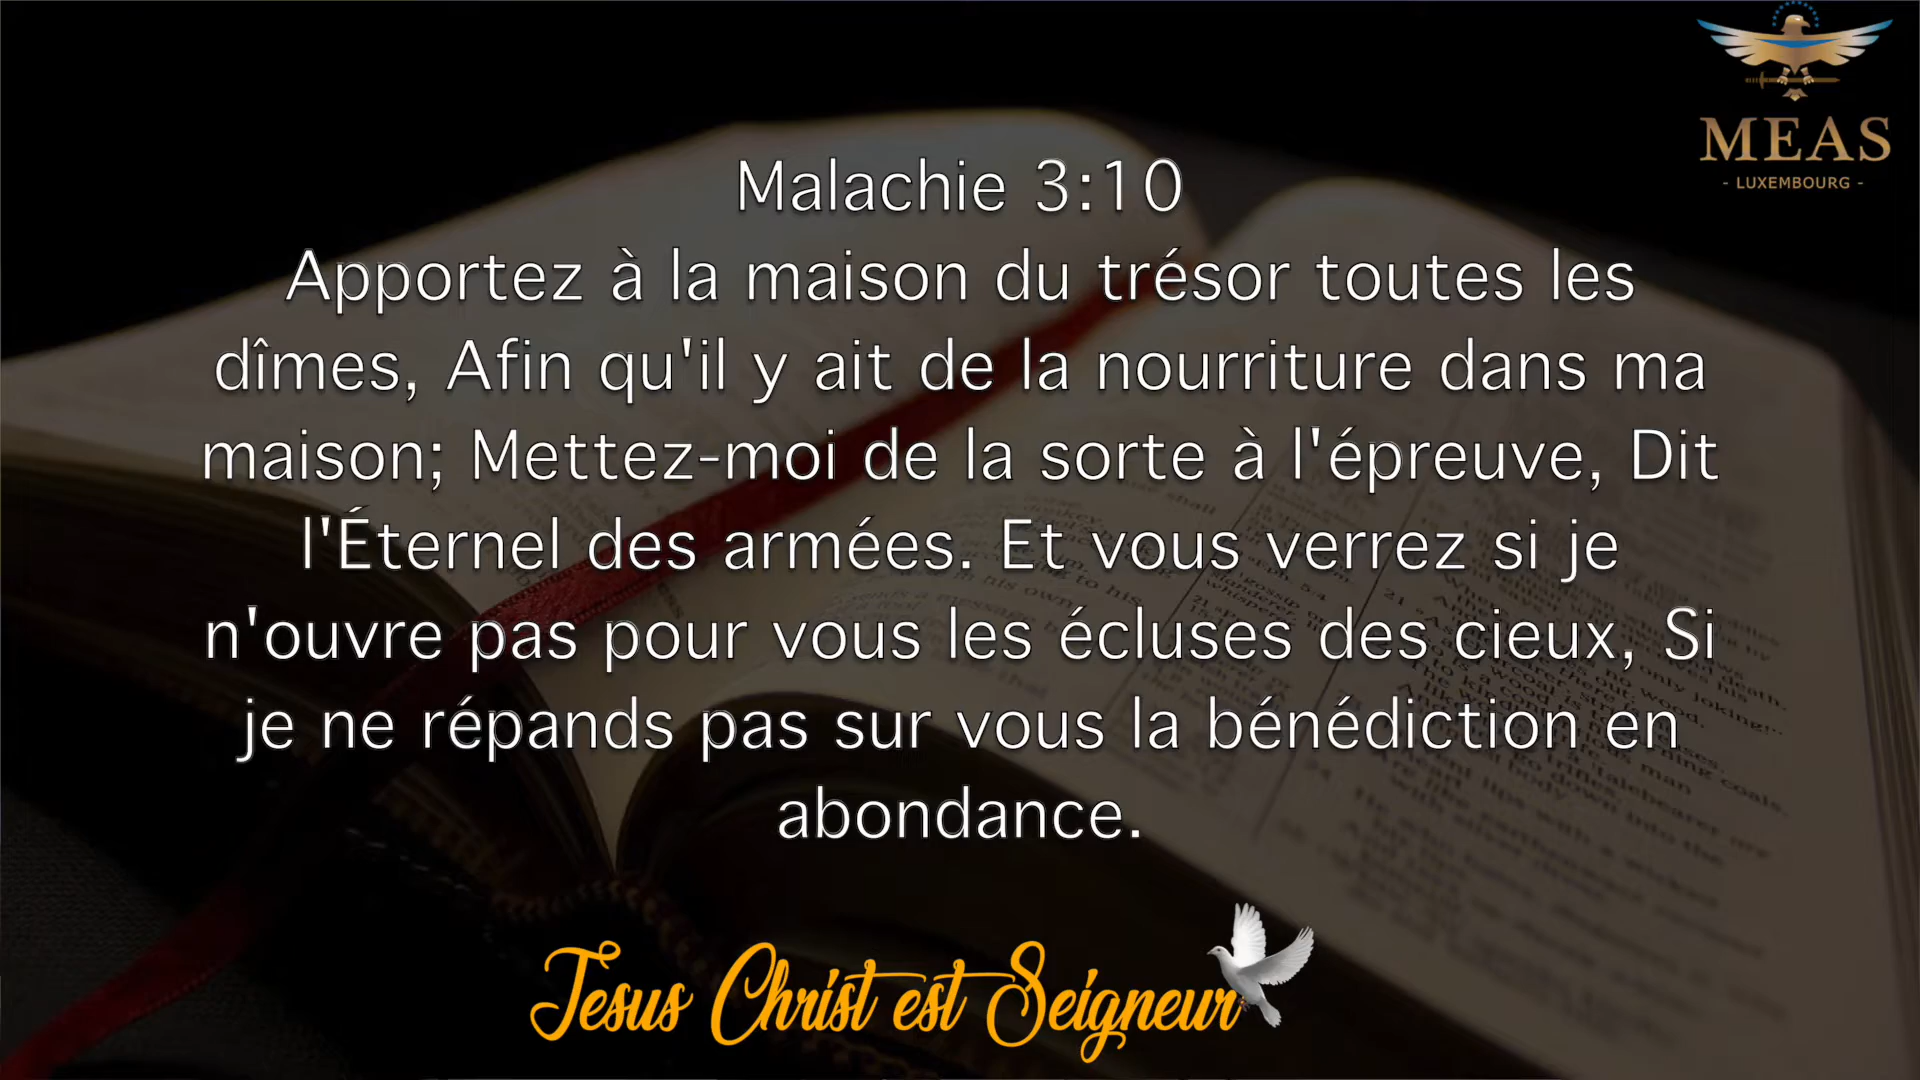 MEAS
- LUXEMBOURG -
Malachie 3:10
Apportez à la maison du trésor toutes les
dîmes, Afin qu'il y ait de la nourriture dans ma
maison; Mettez-moi de la sorte à l'épreuve, Dit
l'Éternel des armées. Et vous verrez si je
n'ouvre pas pour vous les écluses des cieux, Si
je ne répands pas sur vous la bénédiction en
abondance.
Jèsus Christ est Seigneur